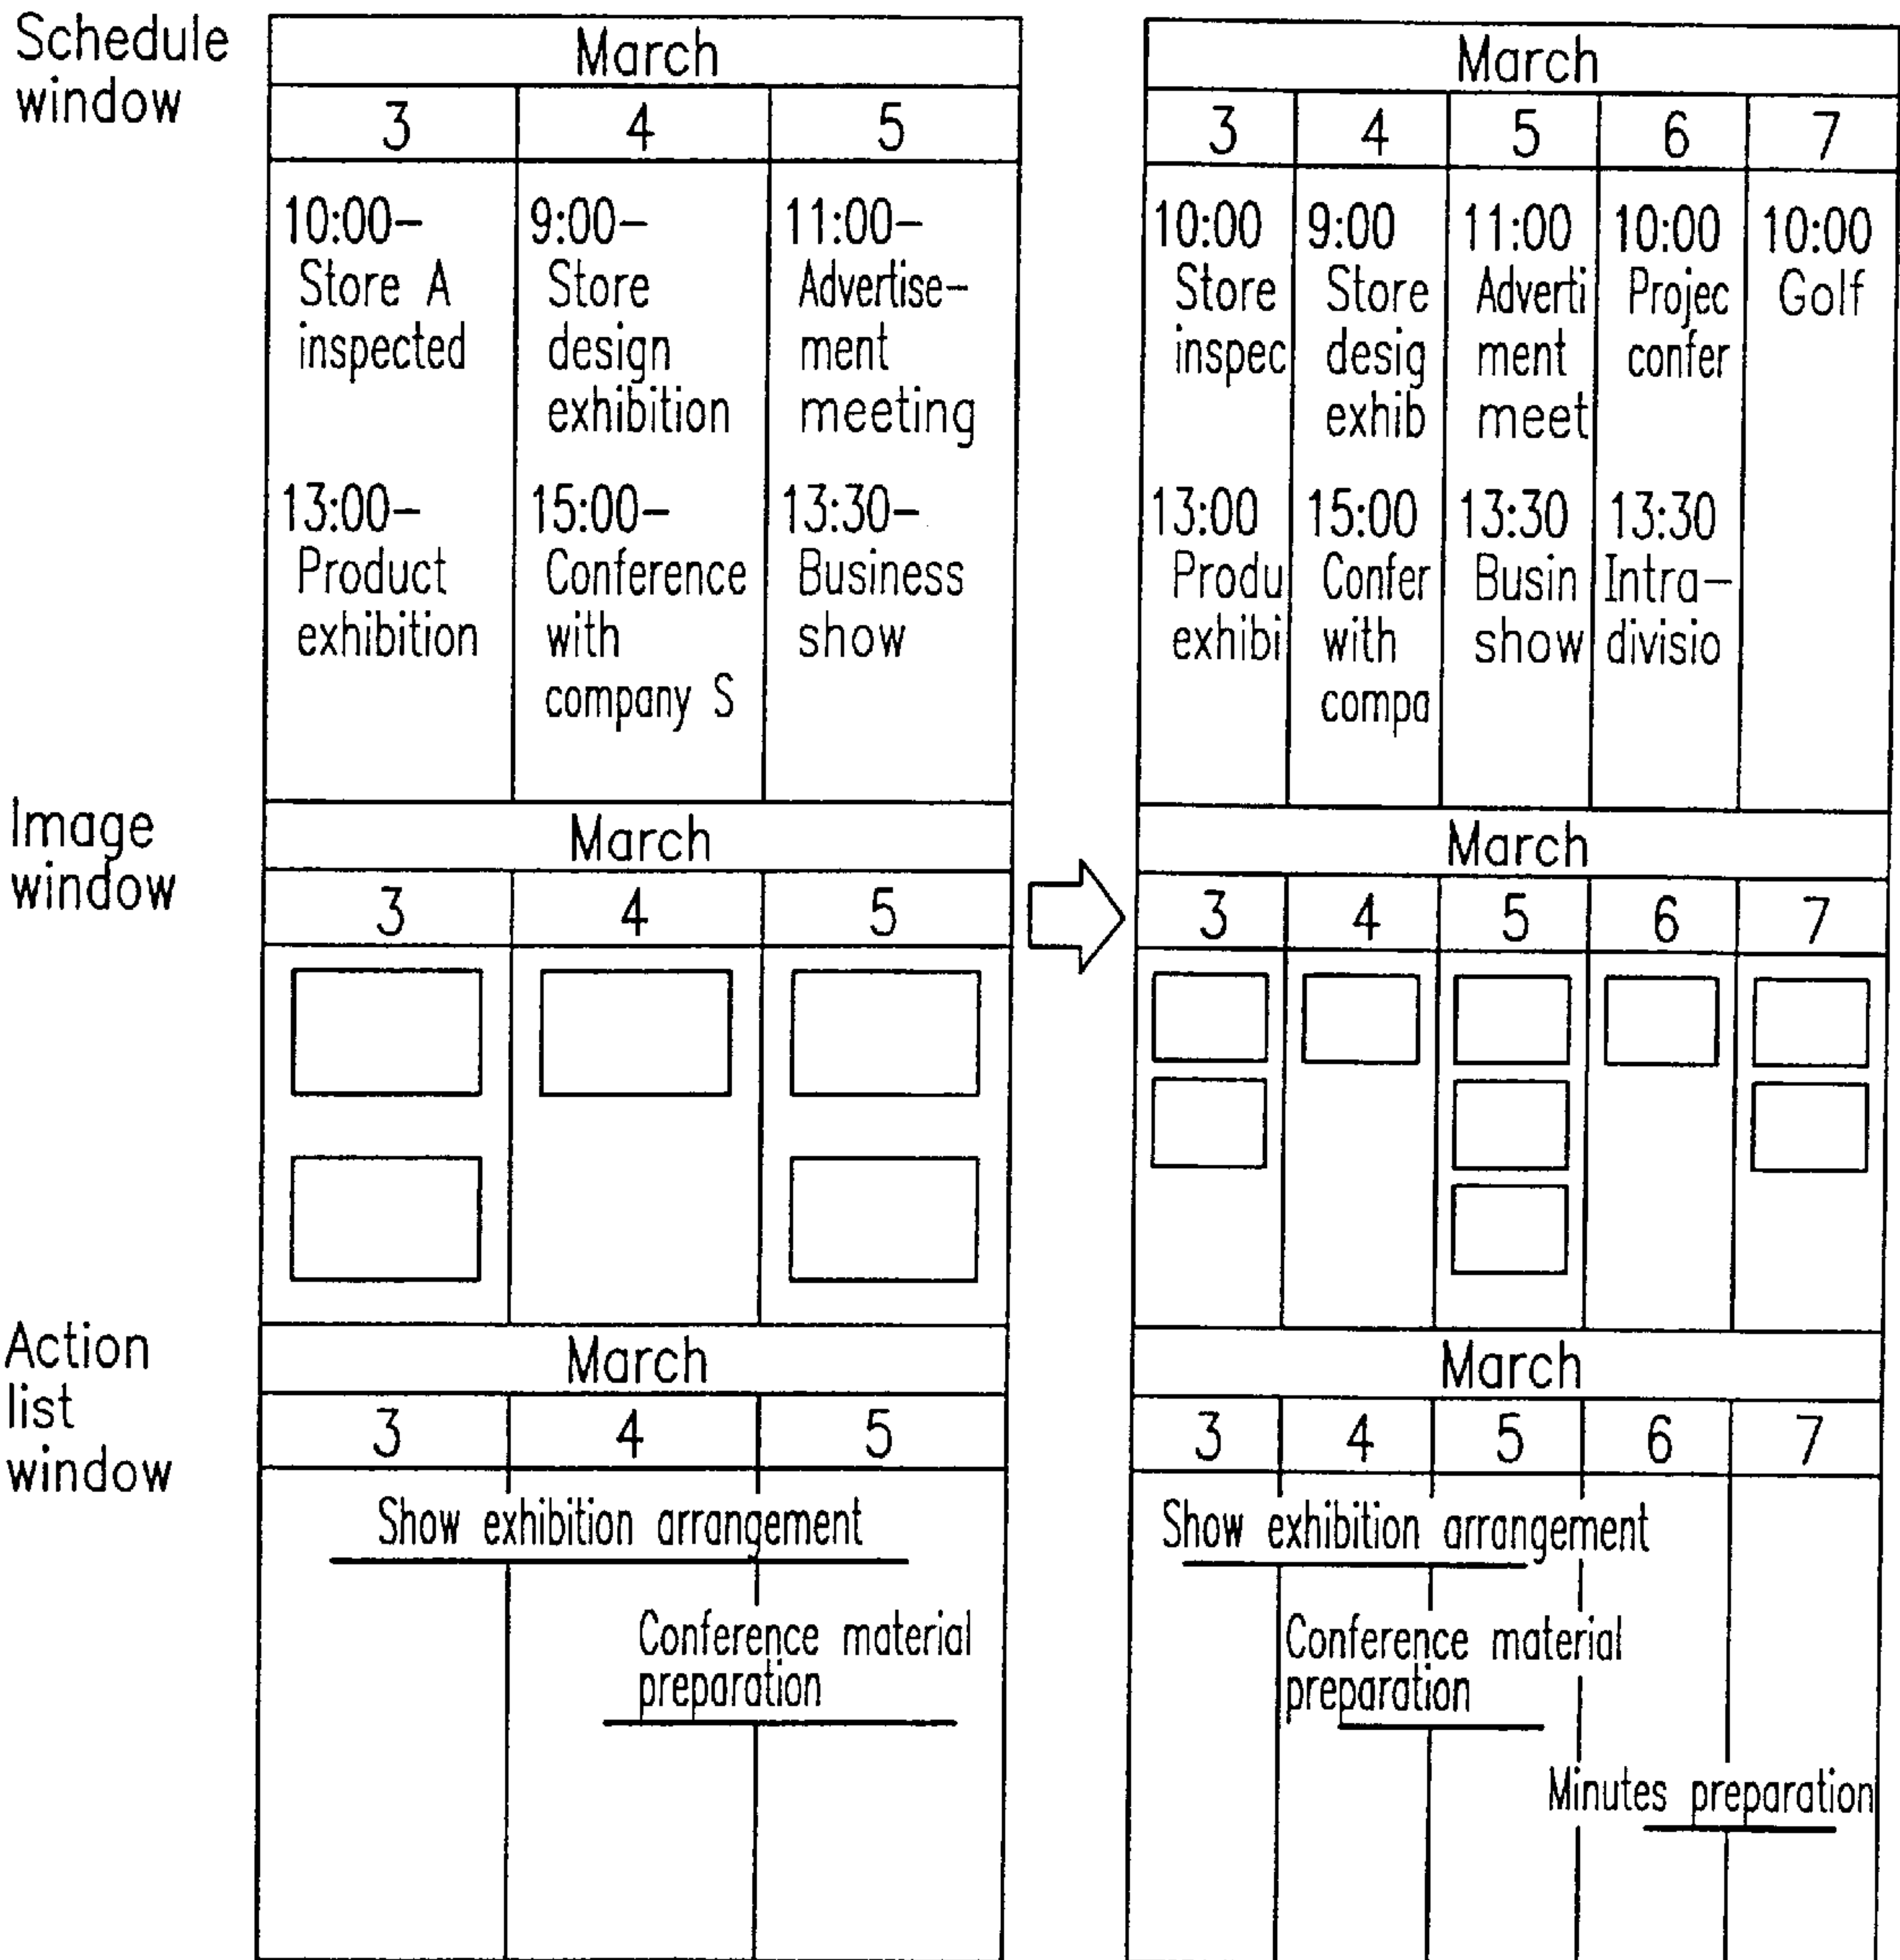 Schedule
window
March
3 4 5
10:00-
Store A
inspected
13:00-
Product
exhibition
9:00-
Store
design
exhibition
15:00-
Conference
with
company S
11:00-
Advertise-
ment
meeting
13:30-
Business
show
Image
window
March
3 4 5
Action
list
window
March
3 4 5
Show exhibition arrangement
Conference material
preparation
March
3 4 5 6 7
10:00
Store
inspec
13:00
Produ
exhibi
9:00
Store
desig
exhib
15:00
Confer
with
compa
11:00
Adverti
ment
meet
13:30
Busin
show
10:00
Projec
confer
13:30
Intra-
divisio
10:00
Golf
March
3 4 5 6 7
March
3 4 5 6 7
Show exhibition arrangement
Conference material
preparation
Minutes preparation